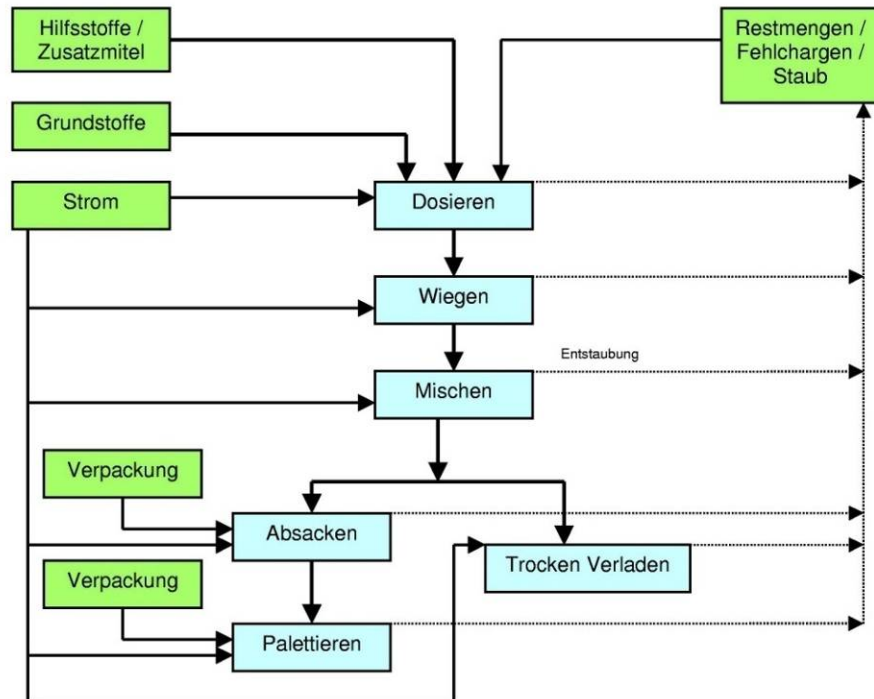 Hilfsstoffe /
Zusatzmitel
Restmengen /
Fehlchargen /
Staub
Grundstoffe
Strom
Dosieren
Wiegen
Entstaubung
Mischen
Verpackung
Absacken
Trocken Verladen
Verpackung
Palettieren